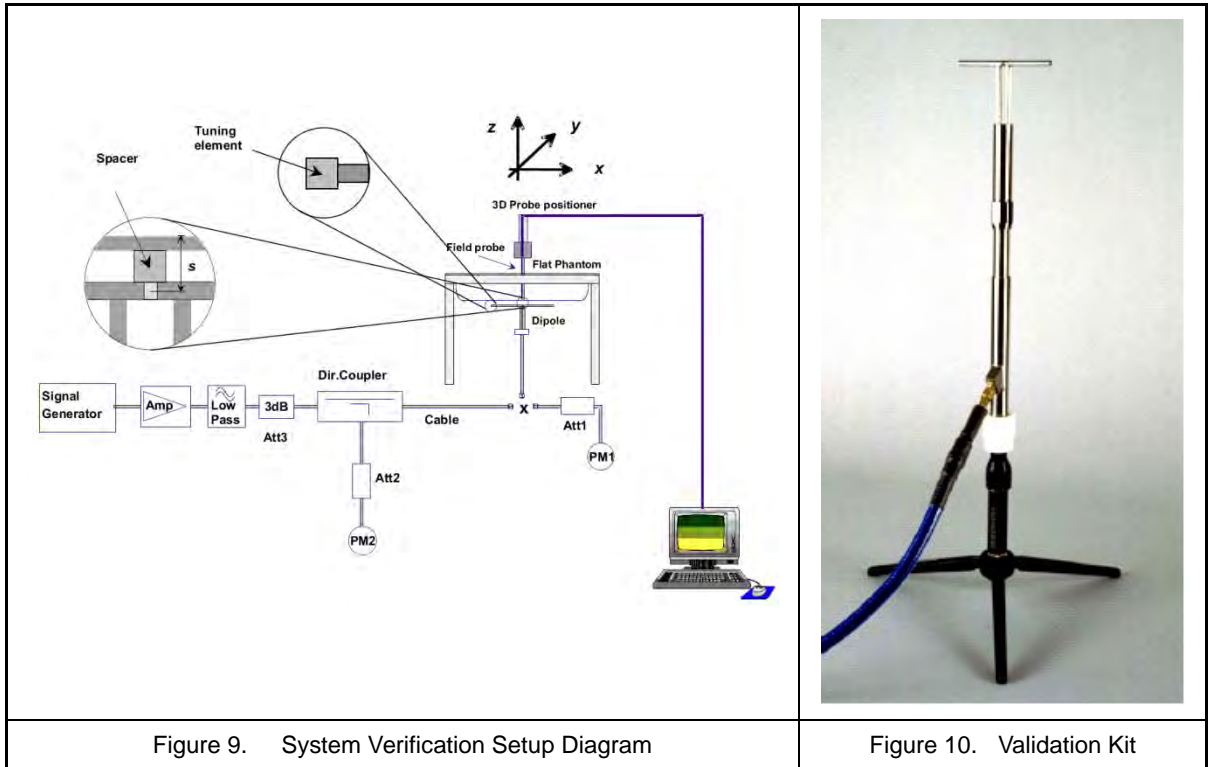 Tuning
element
Spacer
s
z
y
x
3D Probe positioner
Field probe
Flat Phantom
Dipole
Signal
Generator
Amp
Low
Pass
3dB
Att3
Dir.Coupler
Cable
x
Att1
PM1
Att2
PM2
Figure 9. System Verification Setup Diagram
Figure 10. Validation Kit